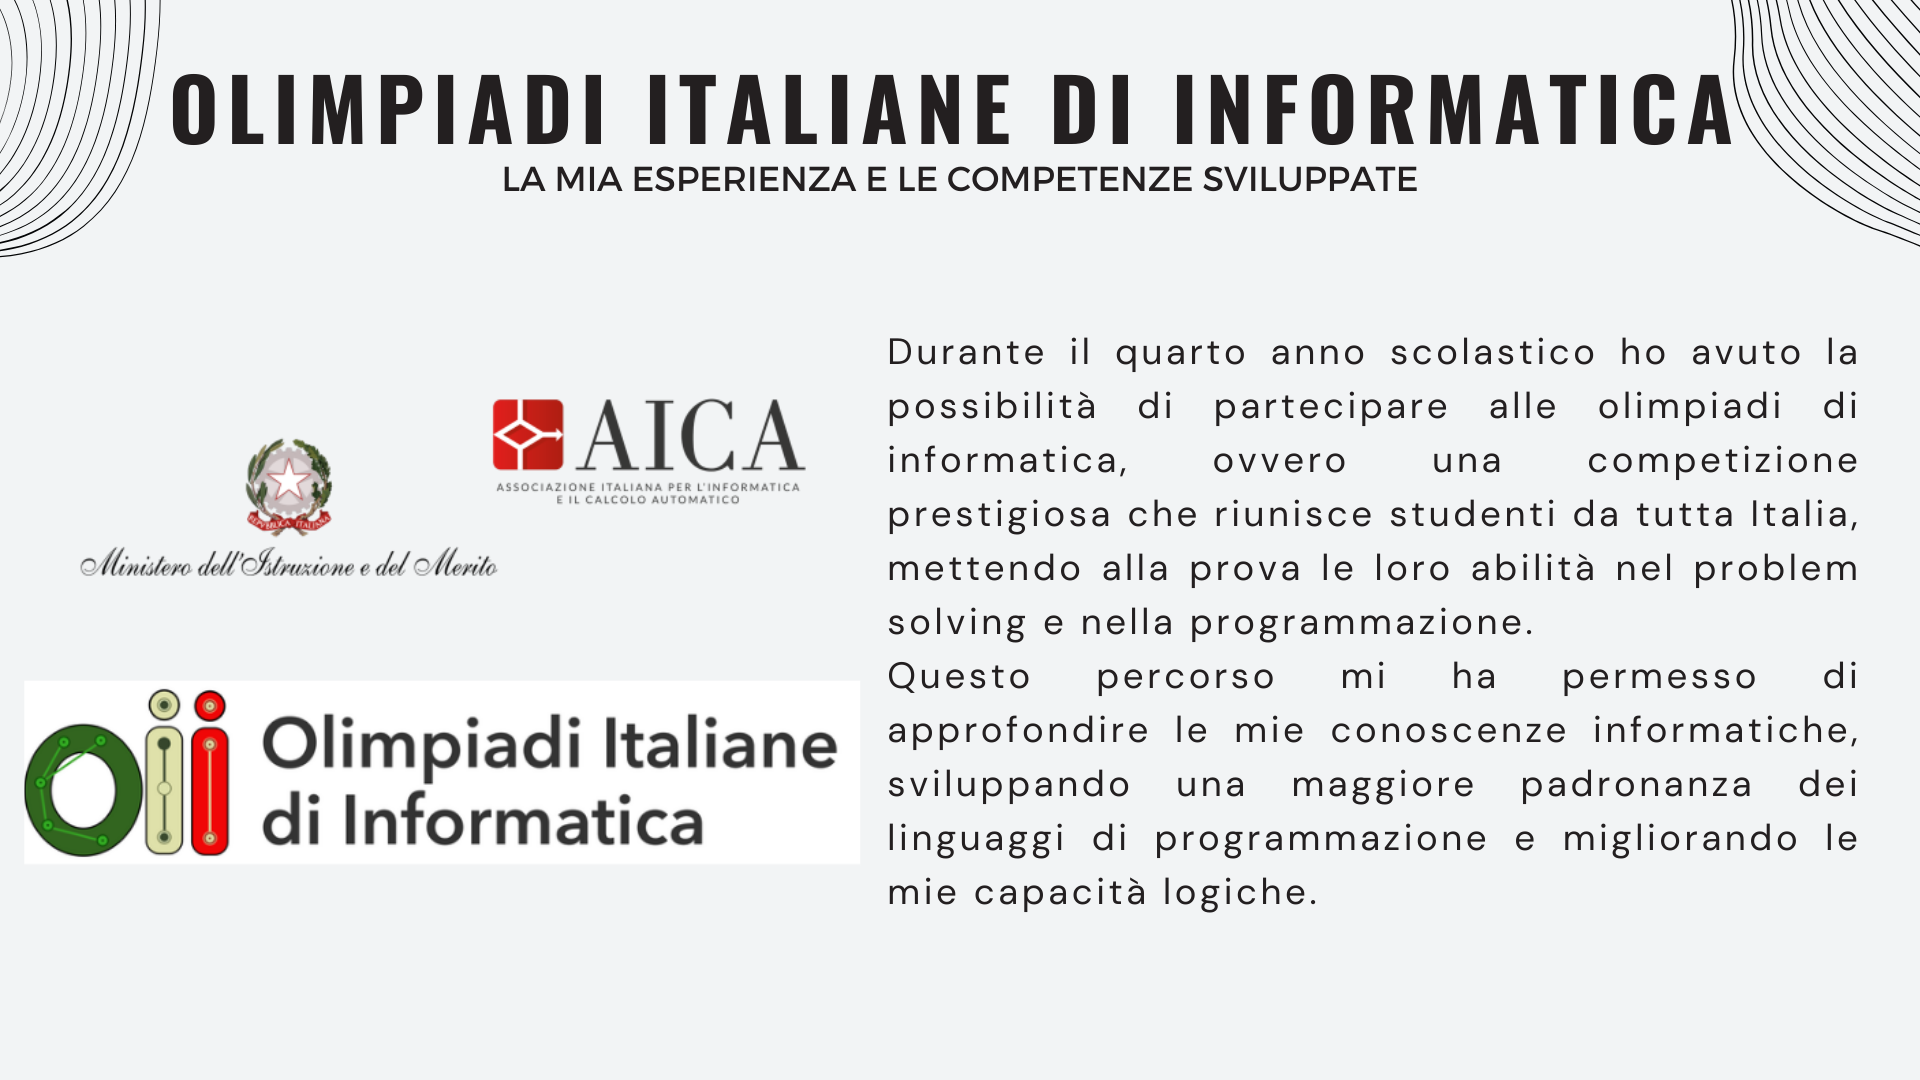 OLIMPIADI ITALIANE DI INFORMATICA
LA MIA ESPERIENZA E LE COMPETENZE SVILUPPATE
REPVBBLICA ITALIANA
Ministero dell'Istruzione e del Merito
AICA
ASSOCIAZIONE ITALIANA PER L'INFORMATICA
E IL CALCOLO AUTOMATICO
oii
Olimpiadi Italiane
di Informatica
Durante il quarto anno scolastico ho avuto la
possibilità di partecipare alle olimpiadi di
informatica, ovvero una competizione
prestigiosa che riunisce studenti da tutta Italia,
mettendo alla prova le loro abilità nel problem
solving e nella programmazione.
Questo percorso mi ha permesso di
approfondire le mie conoscenze informatiche,
sviluppando una maggiore padronanza dei
linguaggi di programmazione e migliorando le
mie capacità logiche.